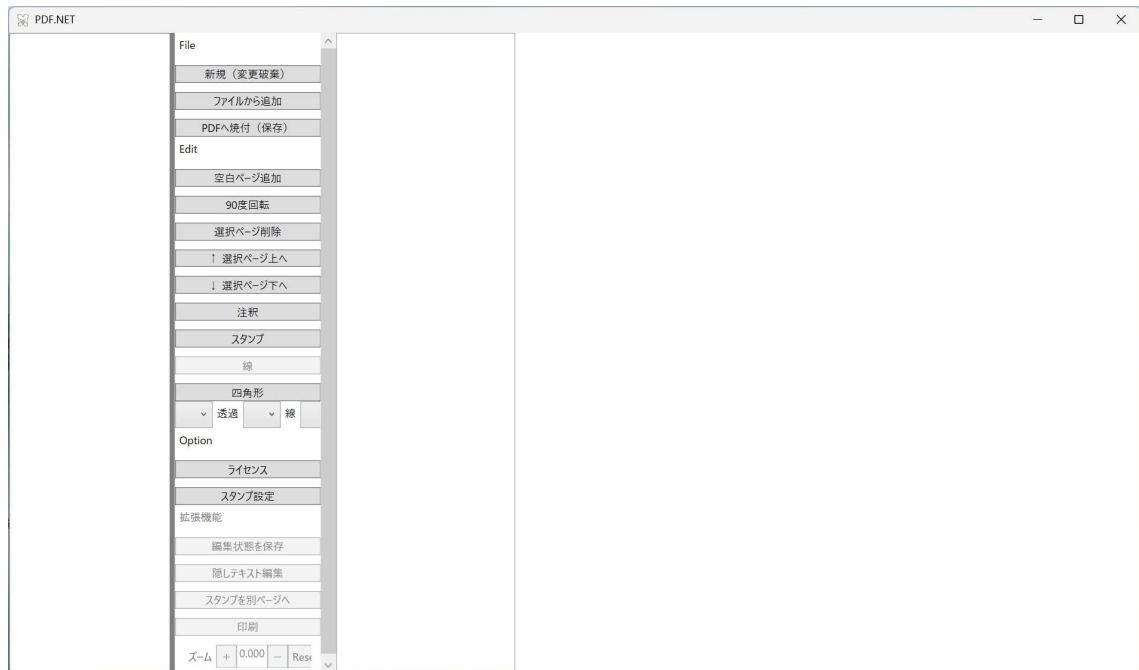 PDF.NET
File
新規（変更破棄）
ファイルから追加
PDFへ焼付（保存）
Edit
空白ページ追加
90度回転
選択ページ削除
↑ 選択ページ上へ
↓ 選択ページ下へ
注釈
スタンプ
線
四角形
透過 線
Option
ライセンス
スタンプ設定
拡張機能
編集状態を保存
隠しテキスト編集
スタンプを別ページへ
印刷
ズーム + 0.000 − Rese